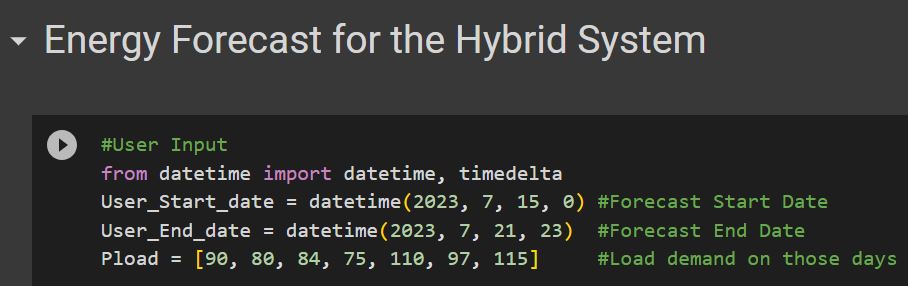 Energy Forecast for the Hybrid System
#User Input
from datetime import datetime, timedelta
User_Start_date = datetime(2023, 7, 15, 0) #Forecast Start Date
User_End_date = datetime(2023, 7, 21, 23)  #Forecast End Date
Pload = [90, 80, 84, 75, 110, 97, 115]     #Load demand on those days